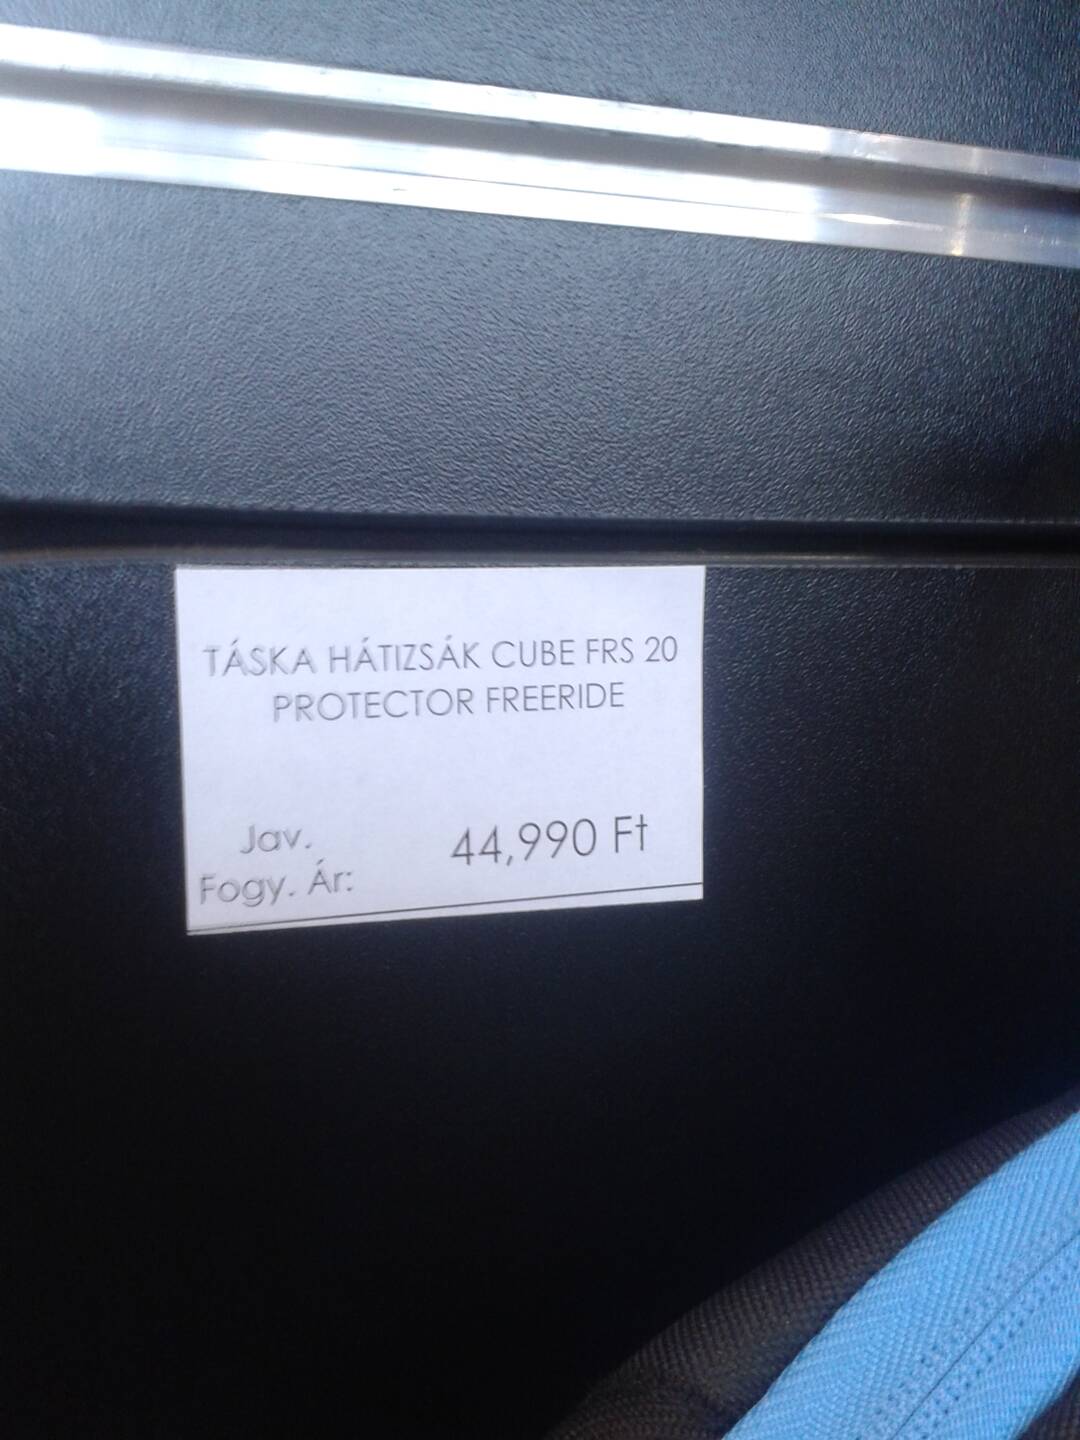 TÁSKA HÁTIZSÁK CUBE FRS 20
PROTECTOR FREERIDE
Jav. 44,990 Ft
Fogy. Ár: